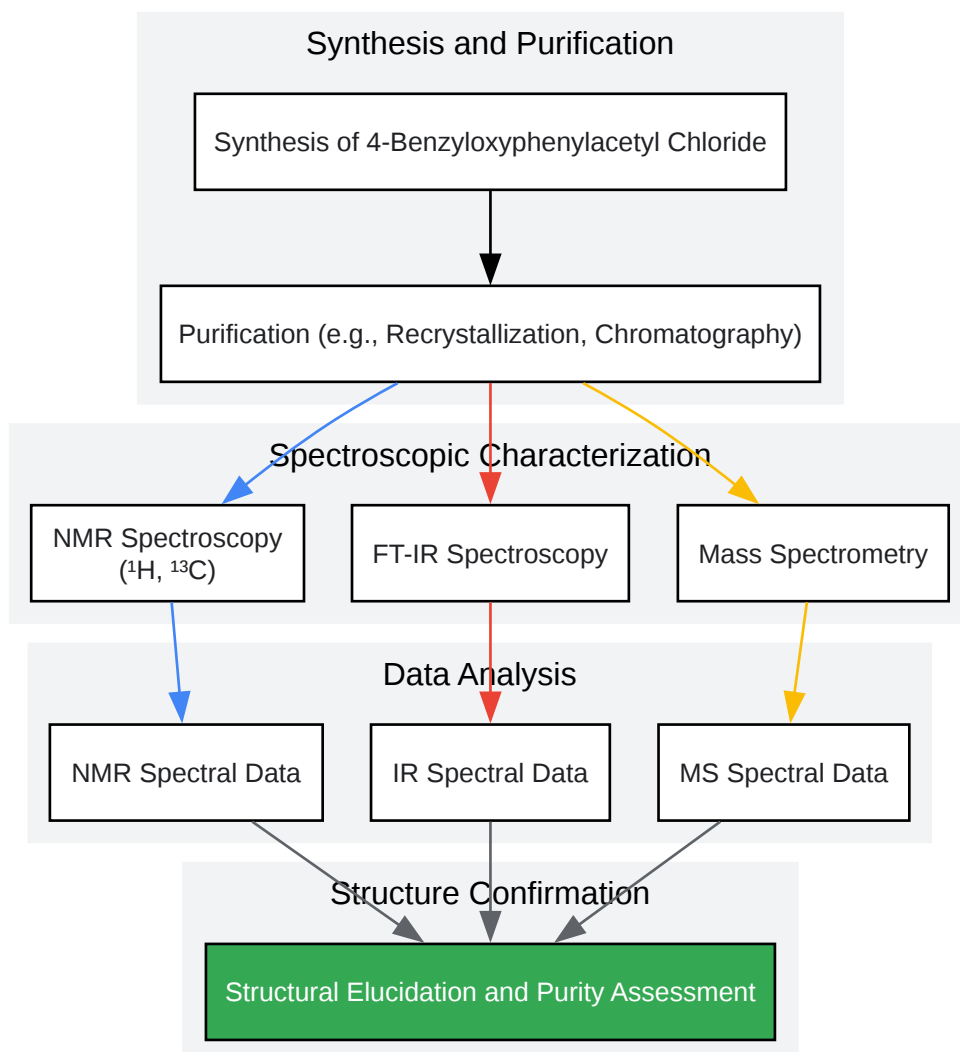 Synthesis and Purification
Synthesis of 4-Benzyloxyphenylacetyl Chloride
Purification (e.g., Recrystallization, Chromatography)
Spectroscopic Characterization
NMR Spectroscopy
(¹H, ¹³C)
FT-IR Spectroscopy
Mass Spectrometry
Data Analysis
NMR Spectral Data
IR Spectral Data
MS Spectral Data
Structure Confirmation
Structural Elucidation and Purity Assessment